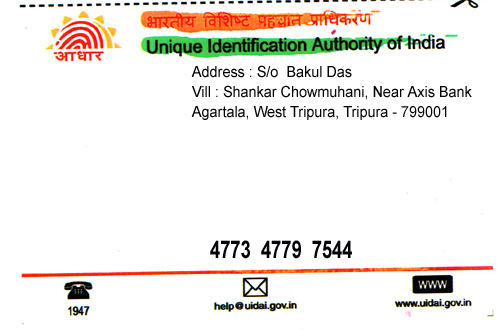 भारतीय विशिष्ट पहचान प्राधिकरण
Unique Identification Authority of India
आधार
Address : S/o Bakul Das
Vill : Shankar Chowmuhani, Near Axis Bank
Agartala, West Tripura, Tripura - 799001
4773 4779 7544
1947
help@uidai.gov.in
WWW
www.uidai.gov.in